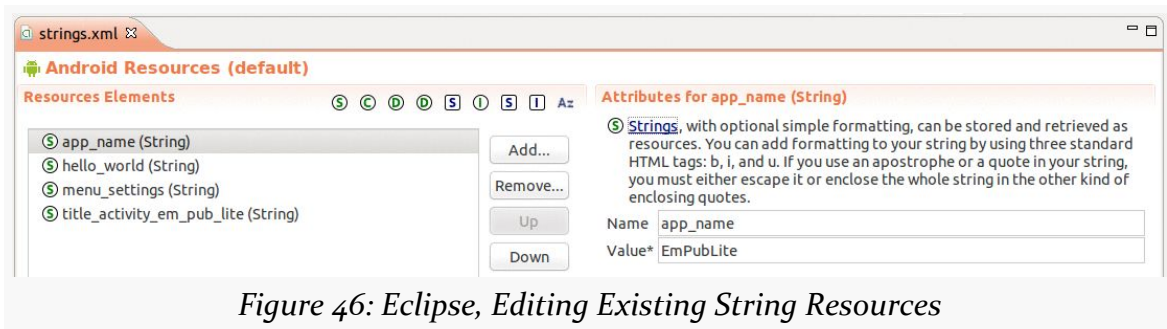 strings.xml
Android Resources (default)
Resources Elements
S C D D S I S I Az
S app_name (String)
S hello_world (String)
S menu_settings (String)
S title_activity_em_pub_lite (String)
Add...
Remove...
Up
Down
Attributes for app_name (String)
S Strings, with optional simple formatting, can be stored and retrieved as
resources. You can add formatting to your string by using three standard
HTML tags: b, i, and u. If you use an apostrophe or a quote in your string,
you must either escape it or enclose the whole string in the other kind of
enclosing quotes.
Name app_name
Value* EmPubLite
Figure 46: Eclipse, Editing Existing String Resources